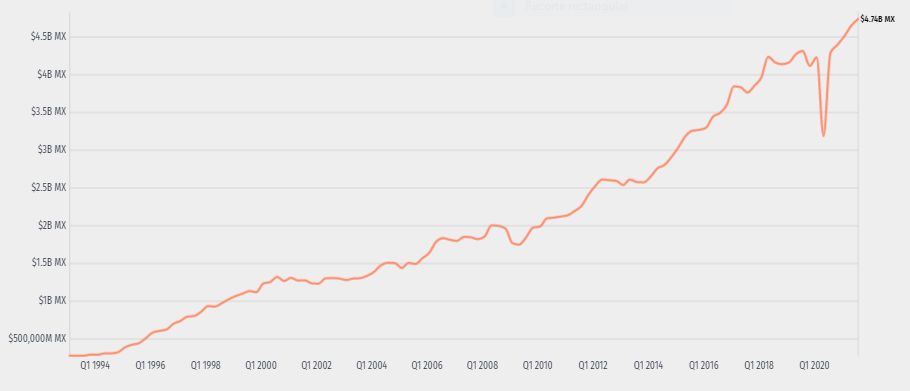 Recorte rectangular
$4.74B MX
$4.5B MX
$4B MX
$3.5B MX
$3B MX
$2.5B MX
$2B MX
$1.5B MX
$1B MX
$500,000M MX
Q1 1994 Q1 1996 Q1 1998 Q1 2000 Q1 2002 Q1 2004 Q1 2006 Q1 2008 Q1 2010 Q1 2012 Q1 2014 Q1 2016 Q1 2018 Q1 2020